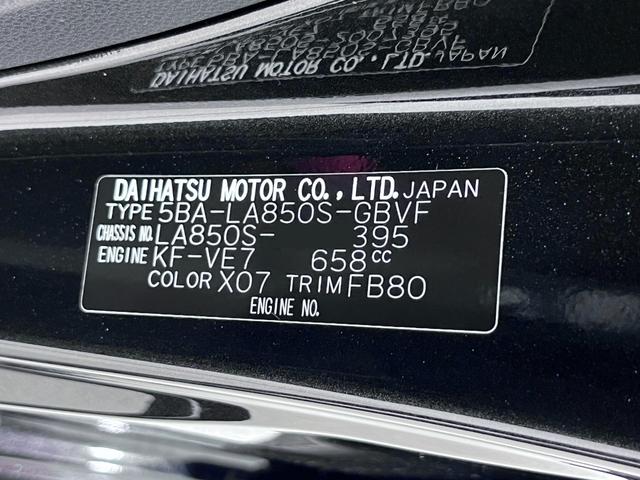 DAIHATSU MOTOR CO., LTD. JAPAN
TYPE 5BA-LA850S-GBVF
CHASSIS NO. LA850S- 395
ENGINE KF-VE7 658CC
COLOR X07 TRIM FB80
ENGINE NO.